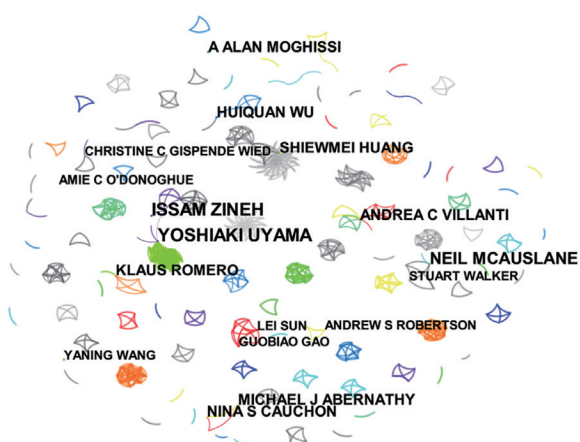 A ALAN MOGHISSI
HUIQUAN WU
CHRISTINE C GISPENDE WIED
SHIEWMEI HUANG
AMIE C O'DONOGHUE
ISSAM ZINEH
ANDREA C VILLANTI
YOSHIAKI UYAMA
NEIL MCAUSLANE
KLAUS ROMERO
STUART WALKER
LEI SUN
ANDREW S ROBERTSON
GUOBIAO GAO
YANING WANG
MICHAEL J ABERNATHY
NINA S CAUCHON